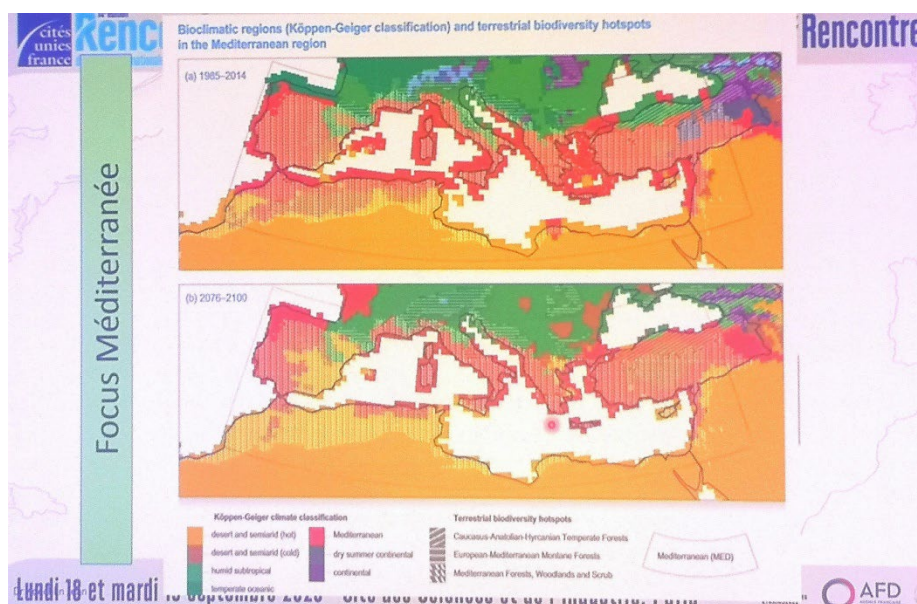 cités
unies
france
Renco
Rencontre
Bioclimatic regions (Köppen-Geiger classification) and terrestrial biodiversity hotspots
in the Mediterranean region
(a) 1985–2014
Focus Méditerranée
(b) 2076–2100
Köppen-Geiger climate classification
desert and semiarid (hot)
desert and semiarid (cold)
humid subtropical
temperate oceanic
Mediterranean
dry summer continental
continental
Terrestrial biodiversity hotspots
Caucasus-Anatolian-Hyrcanian Temperate Forests
European-Mediterranean Montane Forests
Mediterranean Forests, Woodlands and Scrub
Mediterranean (MED)
Lundi 18 et mardi
AFD